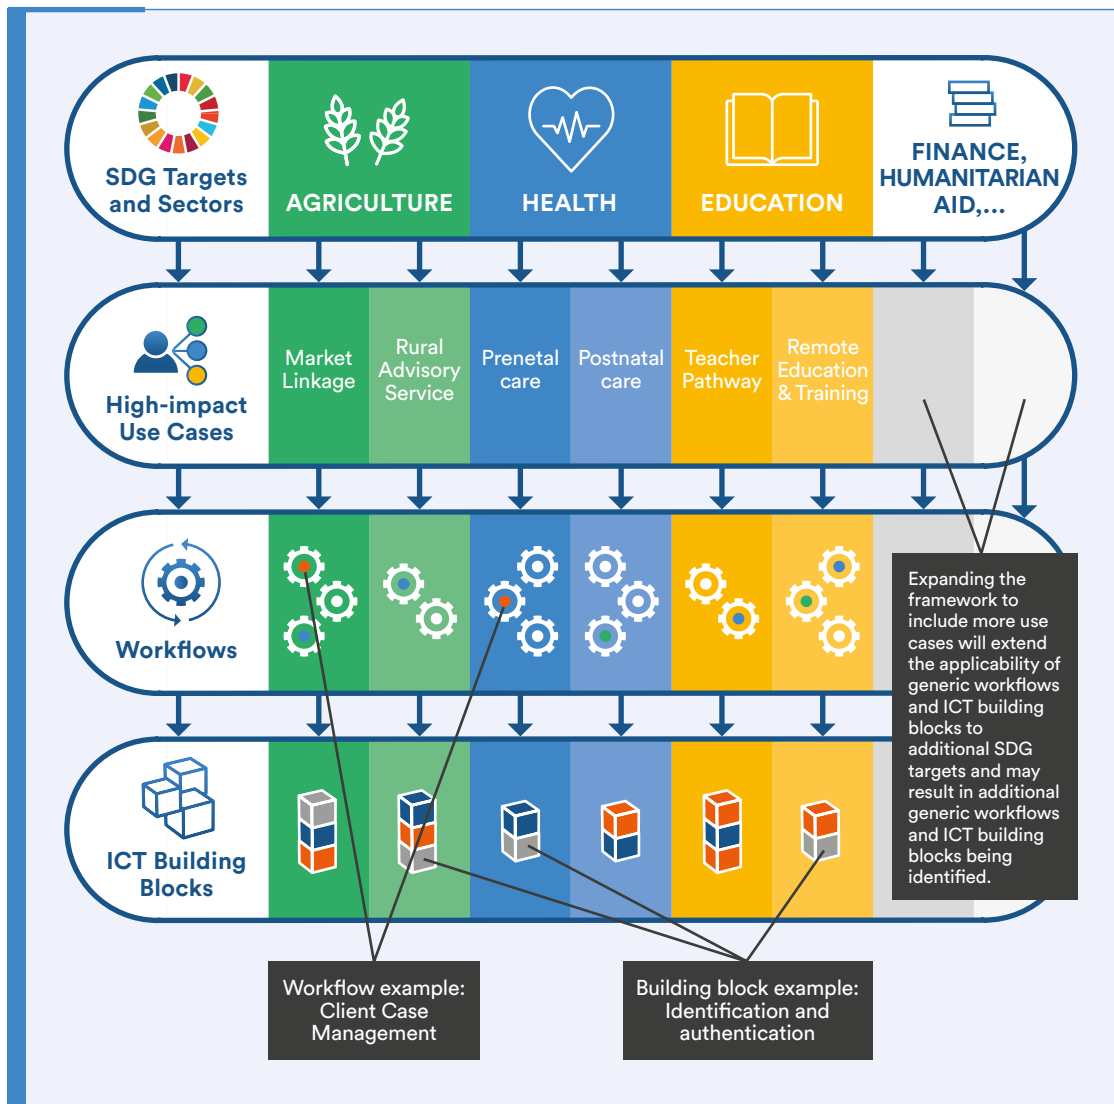 SDG Targets
and Sectors
AGRICULTURE
HEALTH
EDUCATION
FINANCE,
HUMANITARIAN
AID,...
High-impact
Use Cases
Market
Linkage
Rural
Advisory
Service
Prenetal
care
Postnatal
care
Teacher
Pathway
Remote
Education
& Training
Workflows
Expanding the
framework to
include more use
cases will extend
the applicability of
generic workflows
and ICT building
blocks to
additional SDG
targets and may
result in additional
generic workflows
and ICT building
blocks being
identified.
ICT Building
Blocks
Workflow example:
Client Case
Management
Building block example:
Identification and
authentication